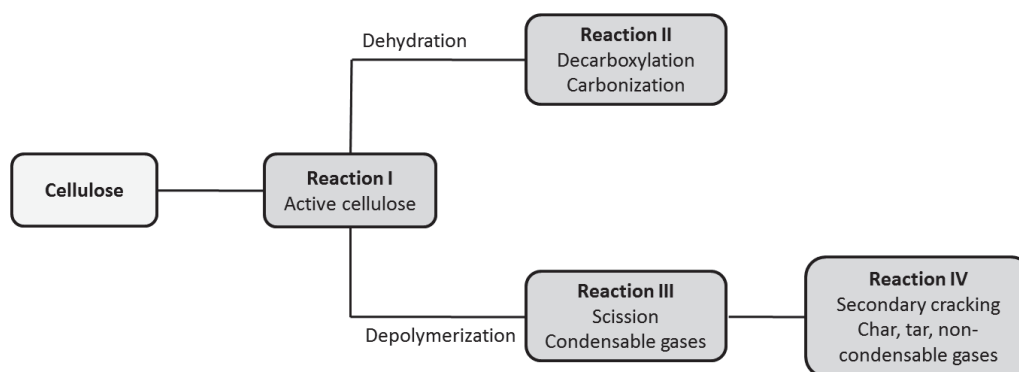 Dehydration
Reaction II
Decarboxylation
Carbonization
Cellulose
Reaction I
Active cellulose
Depolymerization
Reaction III
Scission
Condensable gases
Reaction IV
Secondary cracking
Char, tar, non-
condensable gases